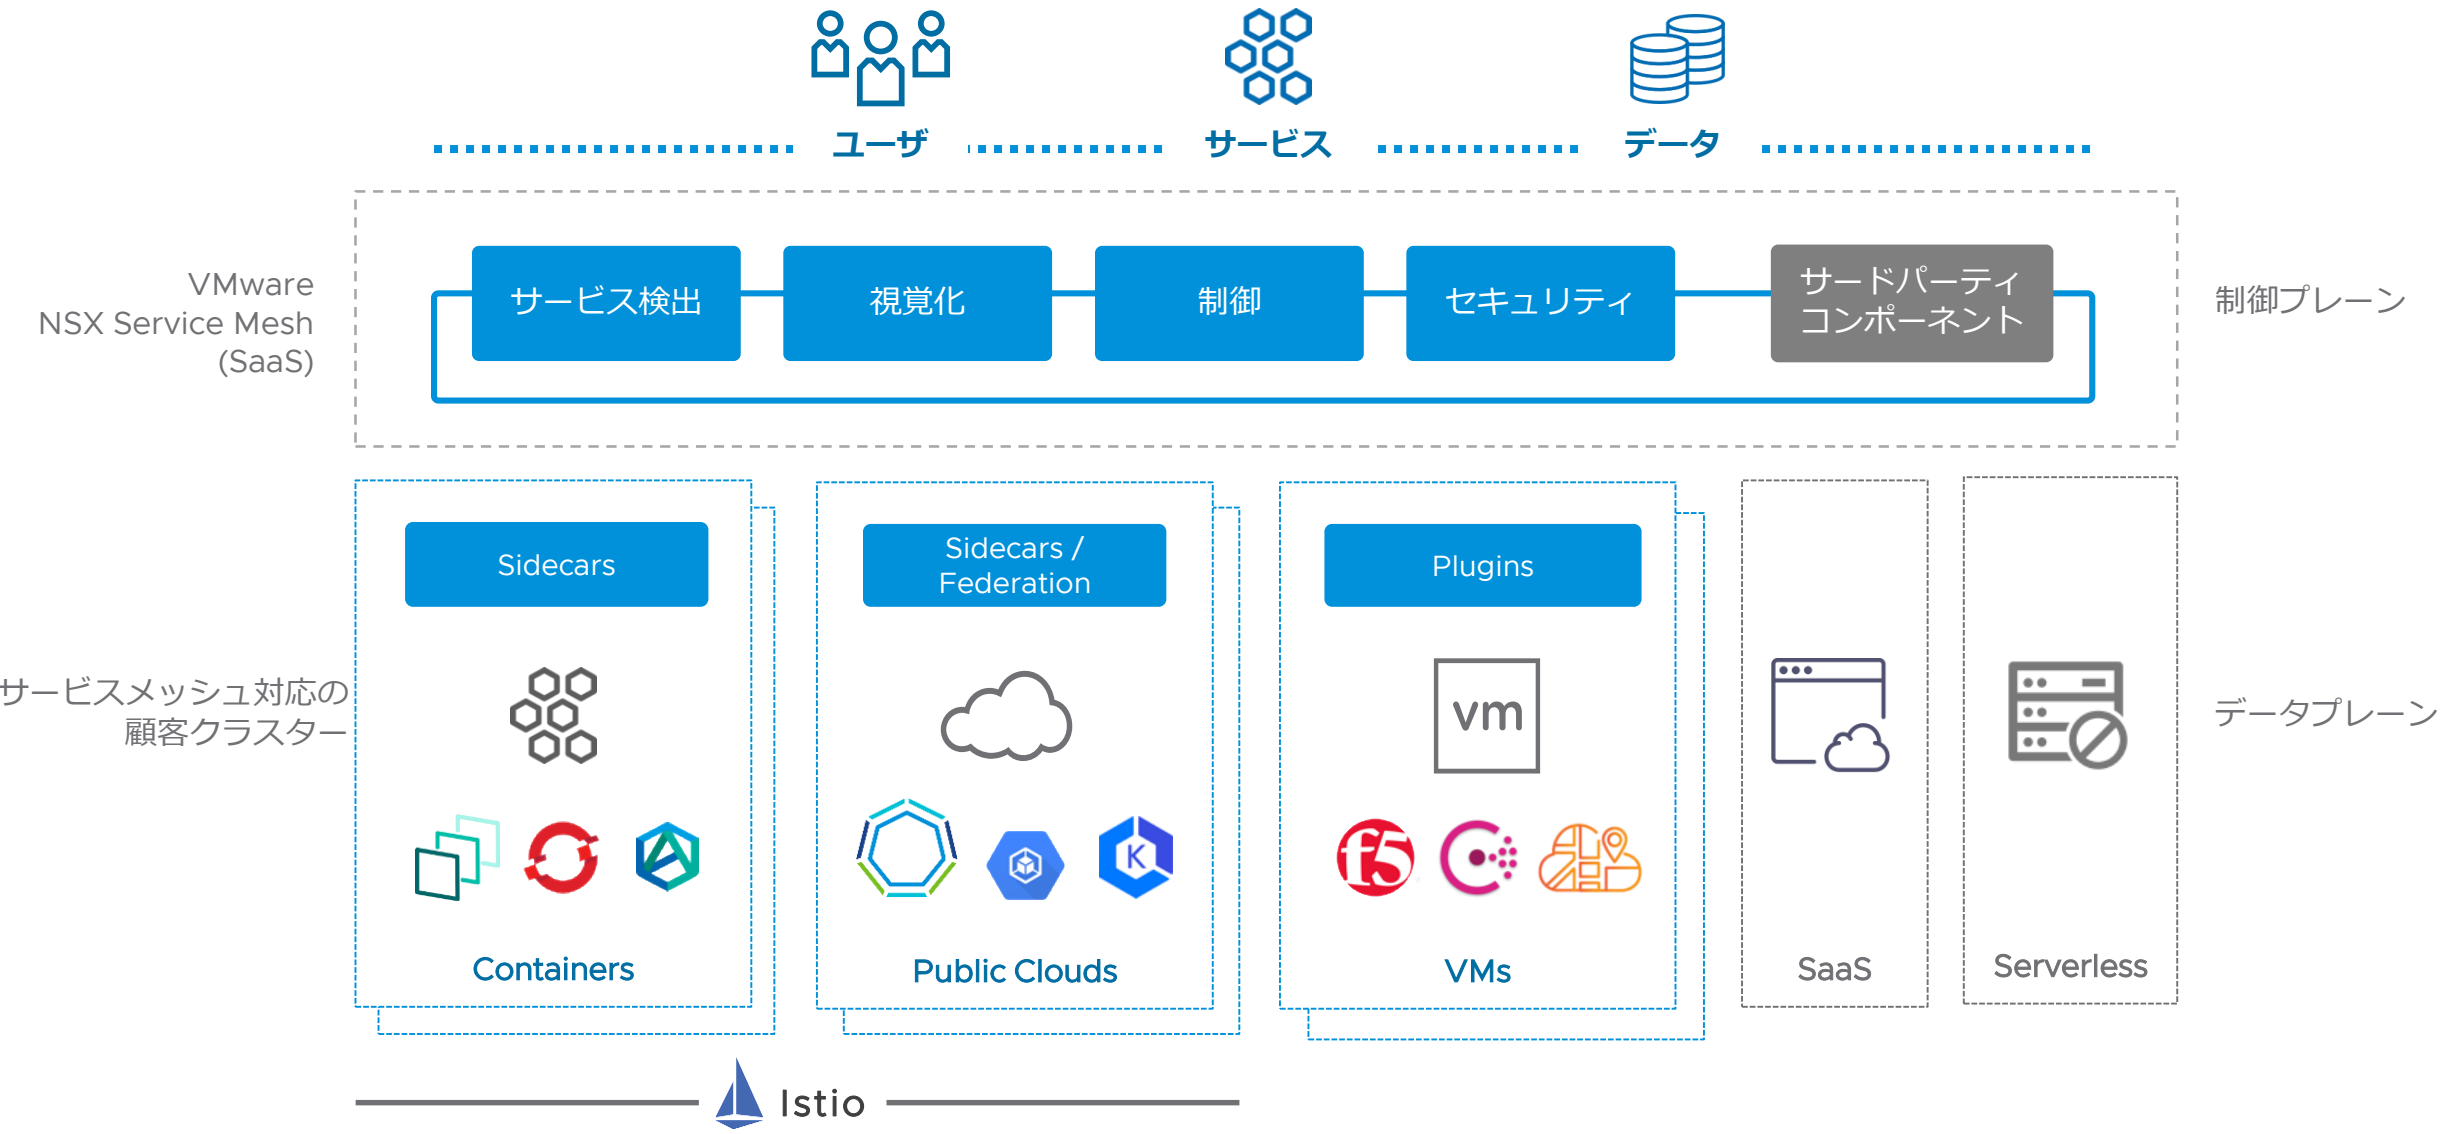 ユーザ
サービス
データ
VMware
NSX Service Mesh
(SaaS)
サービス検出
視覚化
制御
セキュリティ
サードパーティ
コンポーネント
制御プレーン
サービスメッシュ対応の
顧客クラスター
Sidecars
Sidecars /
Federation
Plugins
vm
K
f5
Containers
Public Clouds
VMs
SaaS
Serverless
データプレーン
Istio